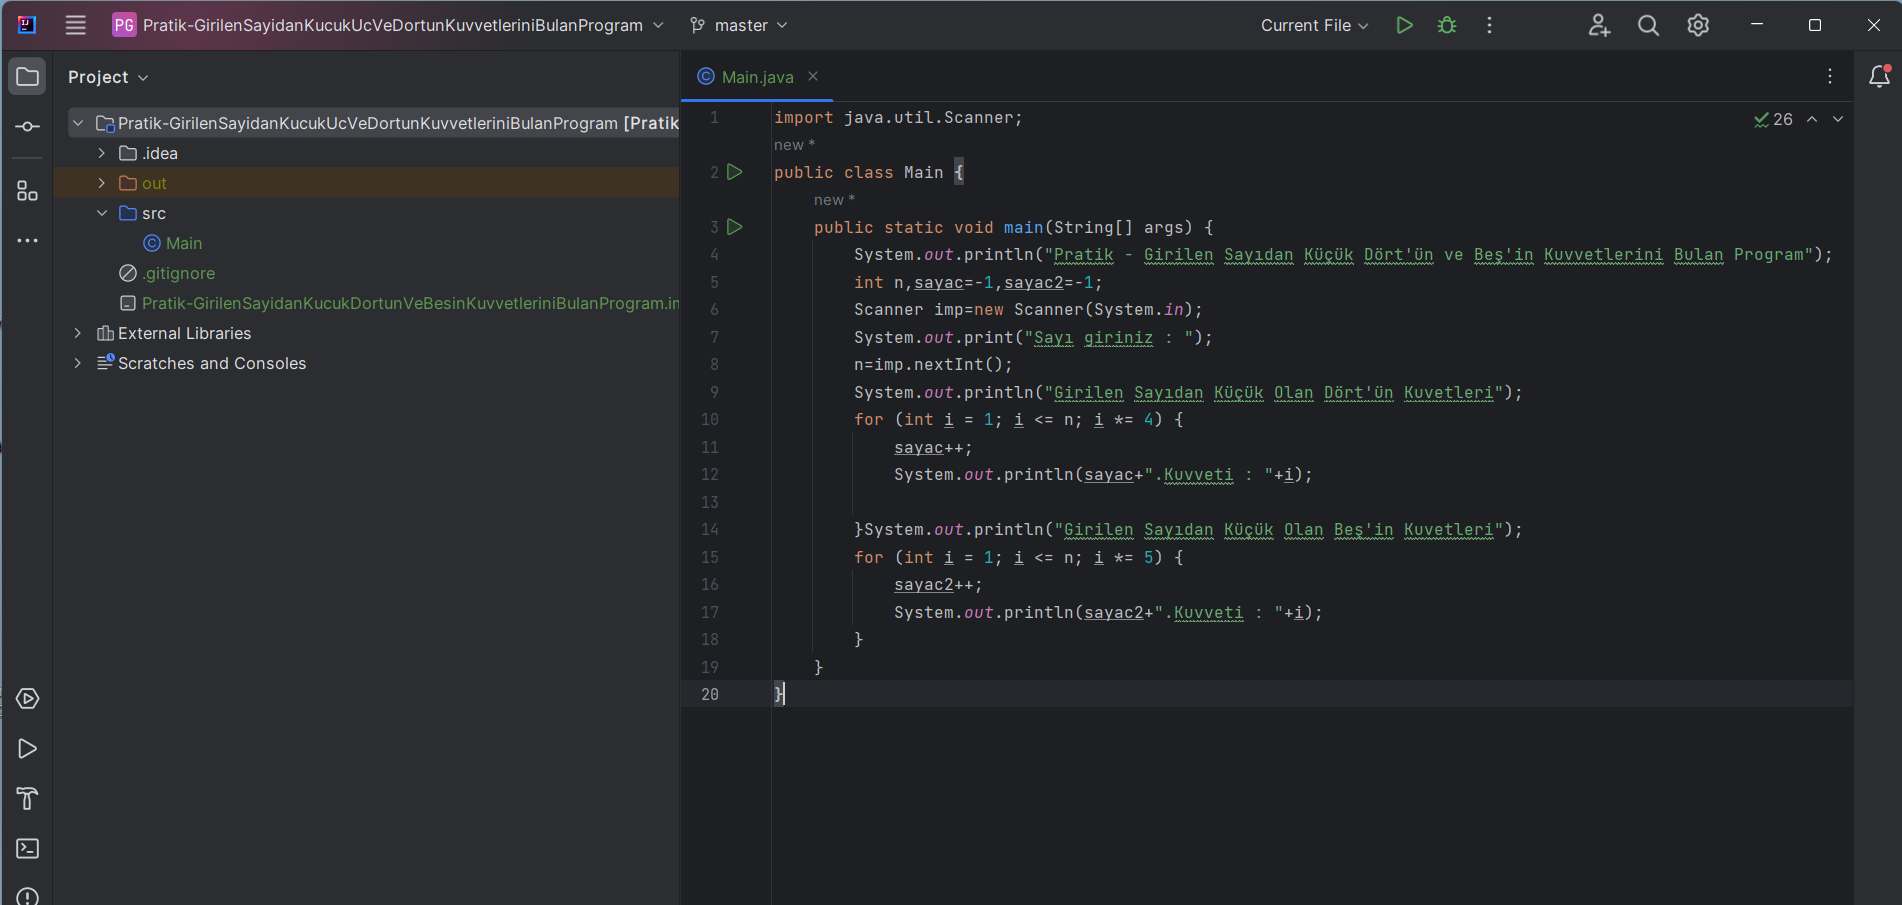 PG Pratik-GirilenSayidanKucukUcVeDortunKuvvetleriniBulanProgram master Current File
Project
Pratik-GirilenSayidanKucukUcVeDortunKuvvetleriniBulanProgram [Pratik
.idea
out
src
Main
.gitignore
Pratik-GirilenSayidanKucukDortunVeBesinKuvvetleriniBulanProgram.im
External Libraries
Scratches and Consoles
Main.java
26
1 import java.util.Scanner;
new *
2 public class Main {
new *
3 public static void main(String[] args) {
4 System.out.println("Pratik - Girilen Sayıdan Küçük Dört'ün ve Beş'in Kuvvetlerini Bulan Program");
5 int n,sayac=-1,sayac2=-1;
6 Scanner imp=new Scanner(System.in);
7 System.out.print("Sayı giriniz : ");
8 n=imp.nextInt();
9 System.out.println("Girilen Sayıdan Küçük Olan Dört'ün Kuvetleri");
10 for (int i = 1; i <= n; i *= 4) {
11 sayac++;
12 System.out.println(sayac+".Kuvveti : "+i);
13
14 }System.out.println("Girilen Sayıdan Küçük Olan Beş'in Kuvetleri");
15 for (int i = 1; i <= n; i *= 5) {
16 sayac2++;
17 System.out.println(sayac2+".Kuvveti : "+i);
18 }
19 }
20 }